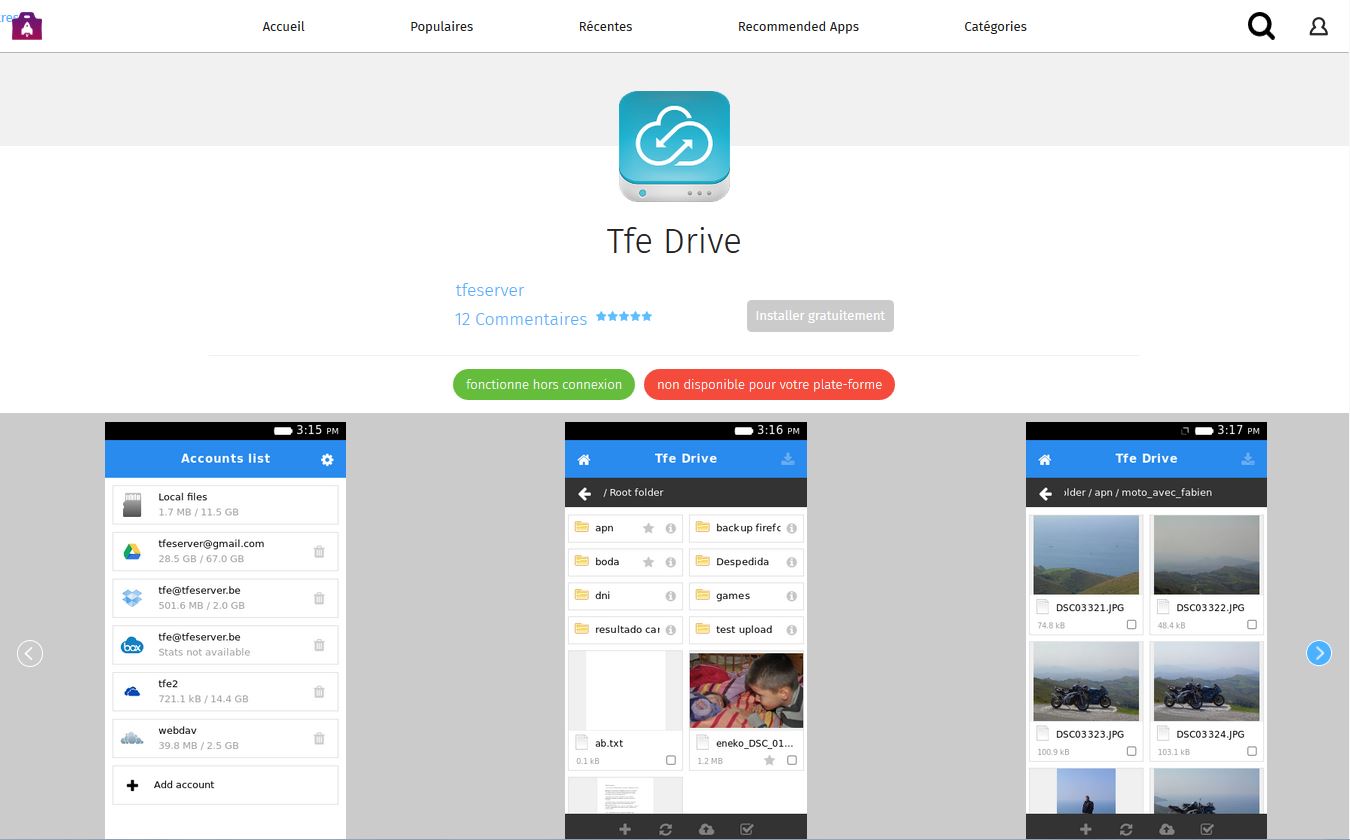 Accueil
Populaires
Récentes
Recommended Apps
Catégories
Tfe Drive
tfeserver
12 Commentaires
Installer gratuitement
fonctionne hors connexion
non disponible pour votre plate-forme
3:15 PM
Accounts list
Local files
1.7 MB / 11.5 GB
tfeserver@gmail.com
28.5 GB / 67.0 GB
tfe@tfeserver.be
501.6 MB / 2.0 GB
box
tfe@tfeserver.be
Stats not available
tfe2
721.1 kB / 14.4 GB
webdav
39.8 MB / 2.5 GB
Add account
3:16 PM
Tfe Drive
/ Root folder
apn
backup firefc
boda
Despedida
dni
games
resultado car
test upload
ab.txt
0.1 kB
eneko_DSC_01...
1.2 MB
3:17 PM
Tfe Drive
older / apn / moto_avec_fabien
DSC03321.JPG
74.8 kB
DSC03322.JPG
48.4 kB
DSC03323.JPG
100.9 kB
DSC03324.JPG
103.1 kB